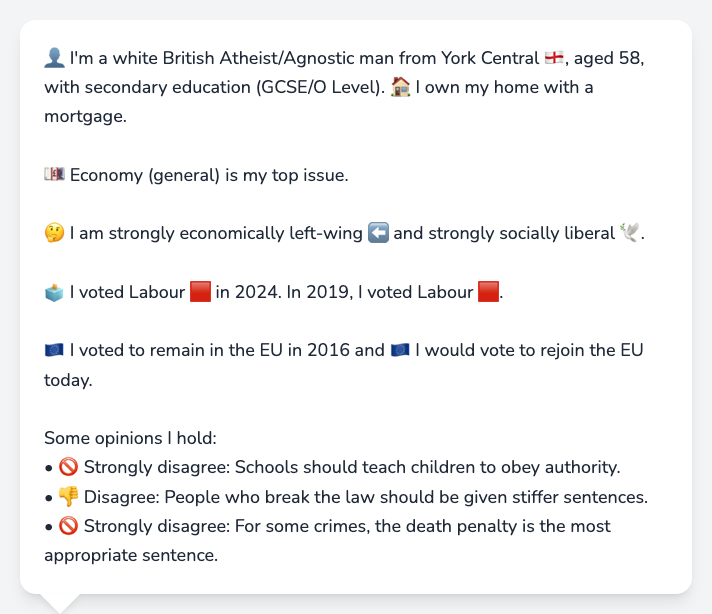 👤 I'm a white British Atheist/Agnostic man from York Central 🏴󠁧󠁢󠁥󠁮󠁧󠁿, aged 58,
with secondary education (GCSE/O Level). 🏠 I own my home with a
mortgage.
💷 Economy (general) is my top issue.
🤔 I am strongly economically left-wing ⬅️ and strongly socially liberal 🕊️.
🗳️ I voted Labour 🟥 in 2024. In 2019, I voted Labour 🟥.
🇪🇺 I voted to remain in the EU in 2016 and 🇪🇺 I would vote to rejoin the EU
today.
Some opinions I hold:
• 🚫 Strongly disagree: Schools should teach children to obey authority.
• 👎 Disagree: People who break the law should be given stiffer sentences.
• 🚫 Strongly disagree: For some crimes, the death penalty is the most
appropriate sentence.